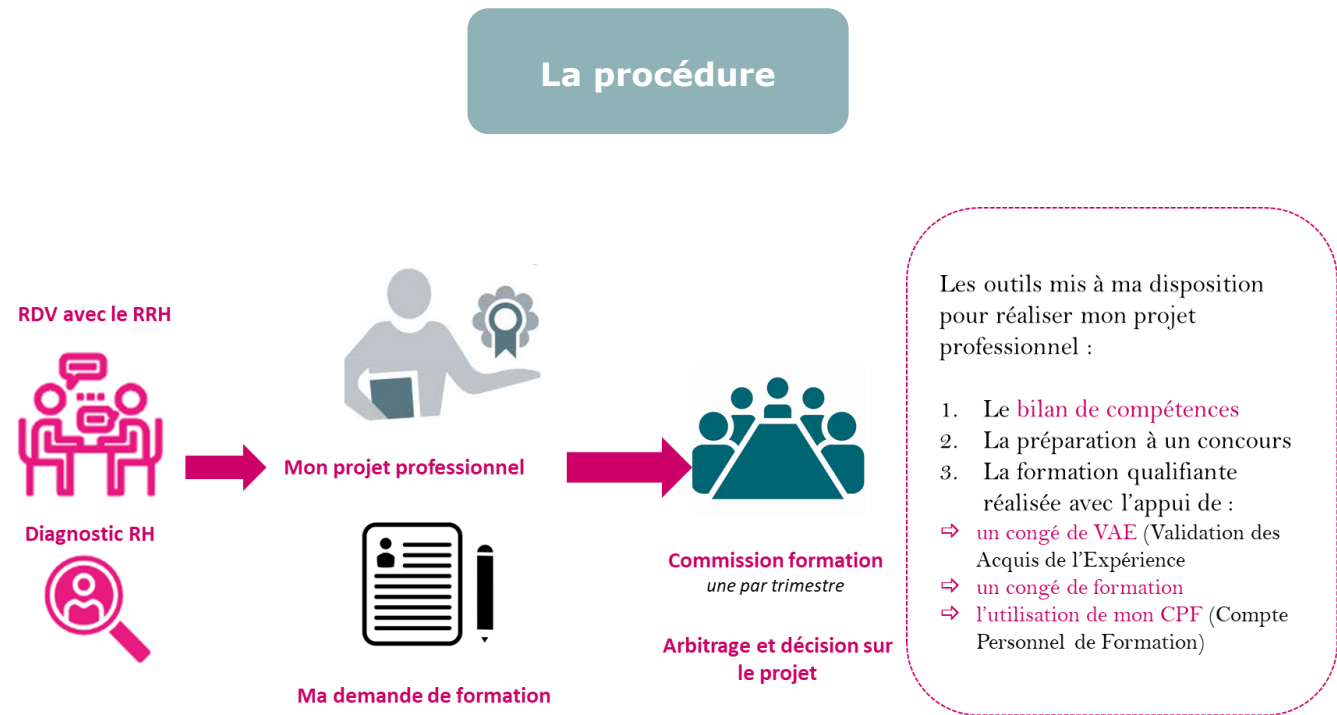 La procédure
RDV avec le RRH
Diagnostic RH
Mon projet professionnel
Ma demande de formation
Commission formation
une par trimestre
Arbitrage et décision sur
le projet
Les outils mis à ma disposition
pour réaliser mon projet
professionnel :
1. Le bilan de compétences
2. La préparation à un concours
3. La formation qualifiante
réalisée avec l'appui de :
⇨ un congé de VAE (Validation des
Acquis de l'Expérience
⇨ un congé de formation
⇨ l'utilisation de mon CPF (Compte
Personnel de Formation)